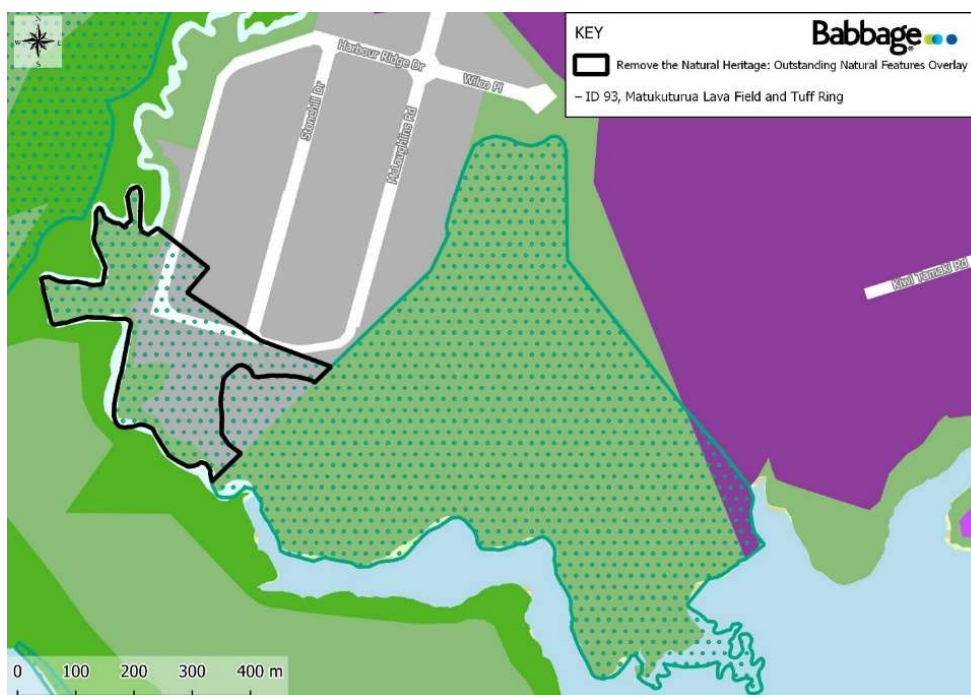 N
W E
S
KEY
Babbage
Remove the Natural Heritage: Outstanding Natural Features Overlay
– ID 93, Matukuturua Lava Field and Tuff Ring
Harbour Ridge Dr
Wilco Pl
Stonehill Dr
McLaughlins Rd
Kiwi Tamaki Rd
0 100 200 300 400 m